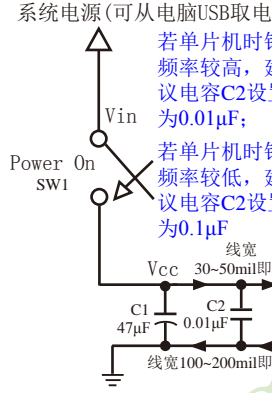 系统电源(可从电脑USB取电
若单片机时钟
频率较高，建
议电容C2设置
为0.01μF；
Vin
若单片机时钟
频率较低，建
议电容C2设置
为0.1μF
Power On
SW1
线宽
Vcc
30~50mil即
C1
47μF
C2
0.01μF
线宽100~200mil即